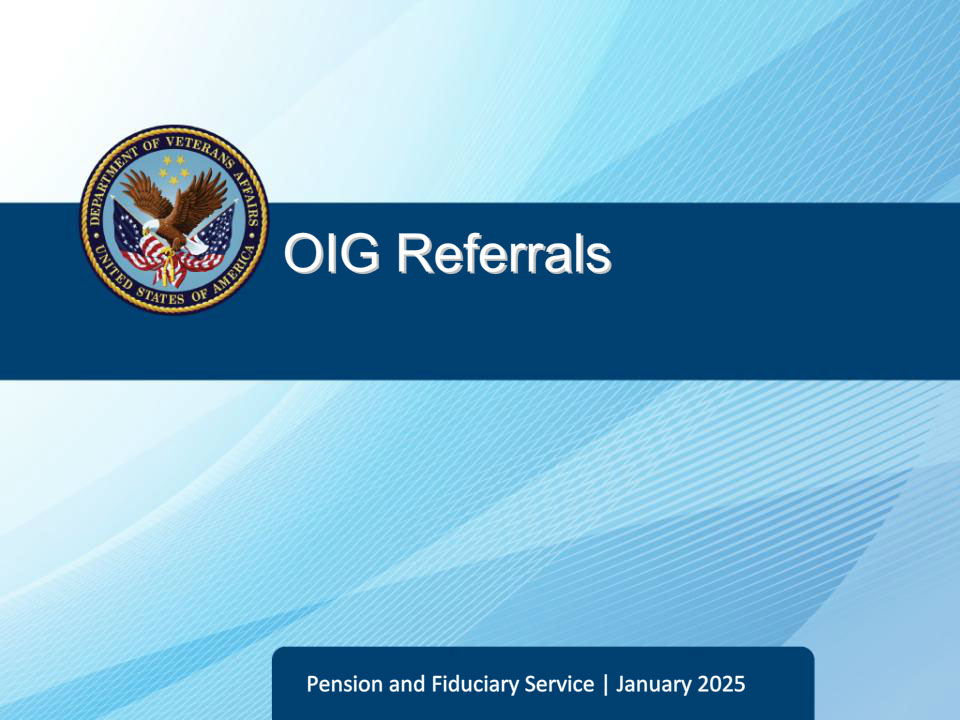 DEPARTMENT OF VETERANS AFFAIRS
UNITED STATES OF AMERICA
OIG Referrals
Pension and Fiduciary Service | January 2025